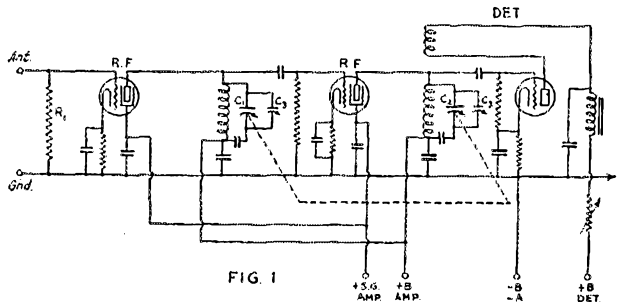 DET
Ant.
R.F
R.F
R₁
C₁
C₃
C₂
C₃
Gnd.
FIG. 1
+S.G. AMP.
+B AMP.
-B -A
+B DET.